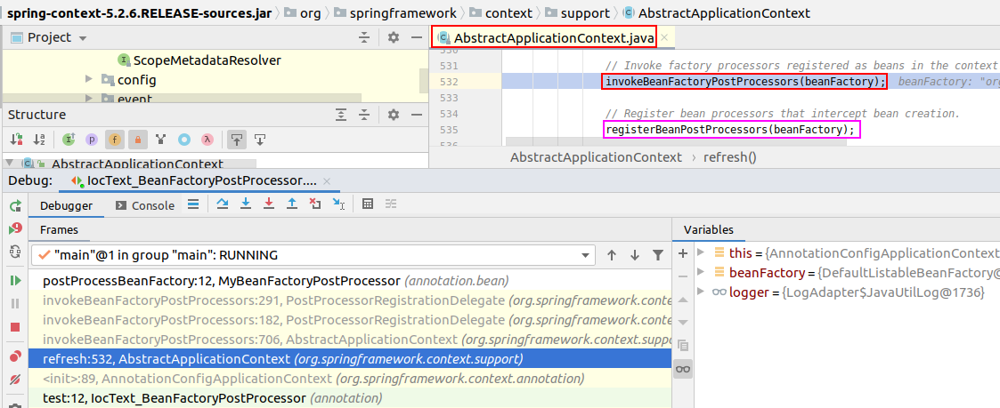 spring-context-5.2.6.RELEASE-sources.jar org springframework context support AbstractApplicationContext
Project
AbstractApplicationContext.java
ScopeMetadataResolver
config
event
Structure
AbstractApplicationContext
530
531 // Invoke factory processors registered as beans in the context
532 invokeBeanFactoryPostProcessors(beanFactory); beanFactory: "org
533
534 // Register bean processors that intercept bean creation.
535 registerBeanPostProcessors(beanFactory);
536
AbstractApplicationContext › refresh()
Debug: IocText_BeanFactoryPostProcessor....
Debugger Console
Frames
"main"@1 in group "main": RUNNING
postProcessBeanFactory:12, MyBeanFactoryPostProcessor (annotation.bean)
invokeBeanFactoryPostProcessors:291, PostProcessorRegistrationDelegate (org.springframework.conte
invokeBeanFactoryPostProcessors:182, PostProcessorRegistrationDelegate (org.springframework.conte
invokeBeanFactoryPostProcessors:706, AbstractApplicationContext (org.springframework.context.suppo
refresh:532, AbstractApplicationContext (org.springframework.context.support)
<init>:89, AnnotationConfigApplicationContext (org.springframework.context.annotation)
test:12, IocText_BeanFactoryPostProcessor (annotation)
Variables
this = {AnnotationConfigApplicationContext
beanFactory = {DefaultListableBeanFactory@
logger = {LogAdapter$JavaUtilLog@1736}